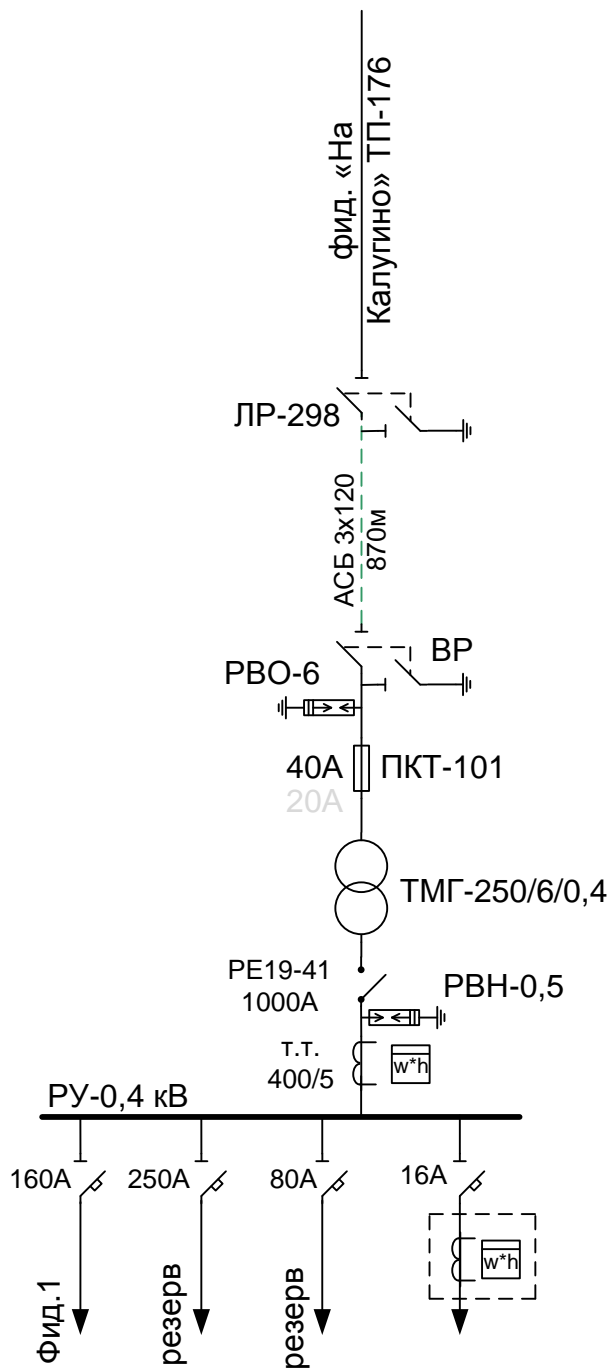 фид. «На
Калугино» ТП-176
ЛР-298
АСБ 3х120
870м
ВР
РВО-6
40А ПКТ-101
20А
ТМГ-250/6/0,4
РЕ19-41
1000А
РВН-0,5
т.т.
400/5
w*h
РУ-0,4 кВ
160А 250А 80А 16А
w*h
Фид.1
резерв
резерв